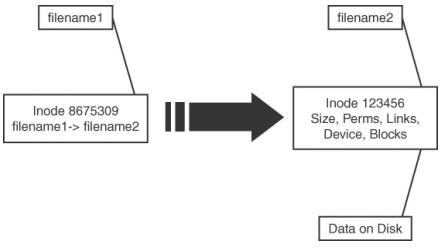 filename1
filename2
Inode 8675309
filename1-> filename2
Inode 123456
Size, Perms, Links,
Device, Blocks
Data on Disk